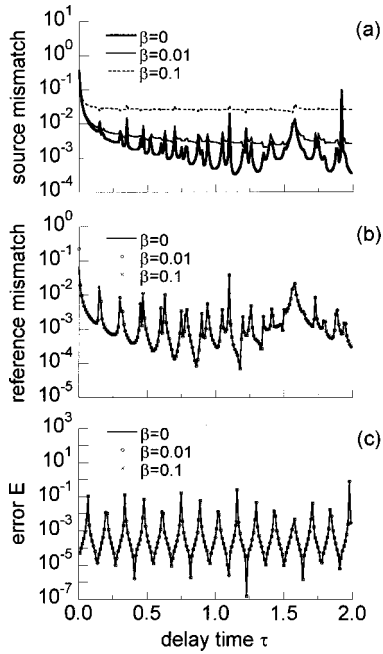 (a)
source mismatch
10^1
10^0
10^-1
10^-2
10^-3
10^-4
β=0
β=0.01
β=0.1
(b)
reference mismatch
10^0
10^-1
10^-2
10^-3
10^-4
10^-5
β=0
β=0.01
β=0.1
(c)
error E
10^3
10^1
10^-1
10^-3
10^-5
10^-7
β=0
β=0.01
β=0.1
0.0 0.5 1.0 1.5 2.0
delay time τ